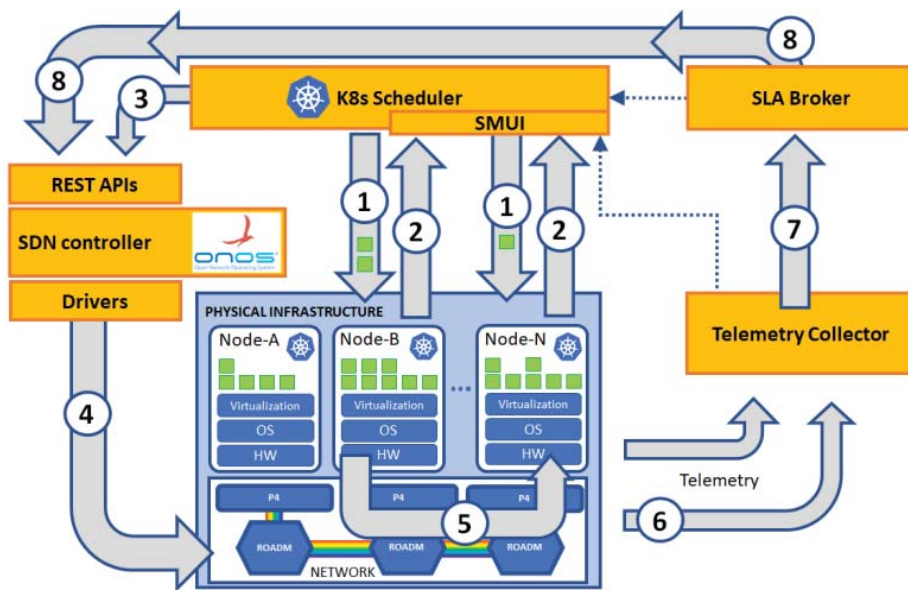 8
8
3
K8s Scheduler
SLA Broker
SMUI
REST APIs
1
2
1
2
7
SDN controller
onos
Open Network Operating System
Drivers
PHYSICAL INFRASTRUCTURE
Telemetry Collector
Node-A
Node-B
Node-N
...
Virtualization
Virtualization
Virtualization
4
OS
OS
OS
HW
HW
HW
Telemetry
P4
P4
P4
5
6
ROADM
ROADM
ROADM
NETWORK